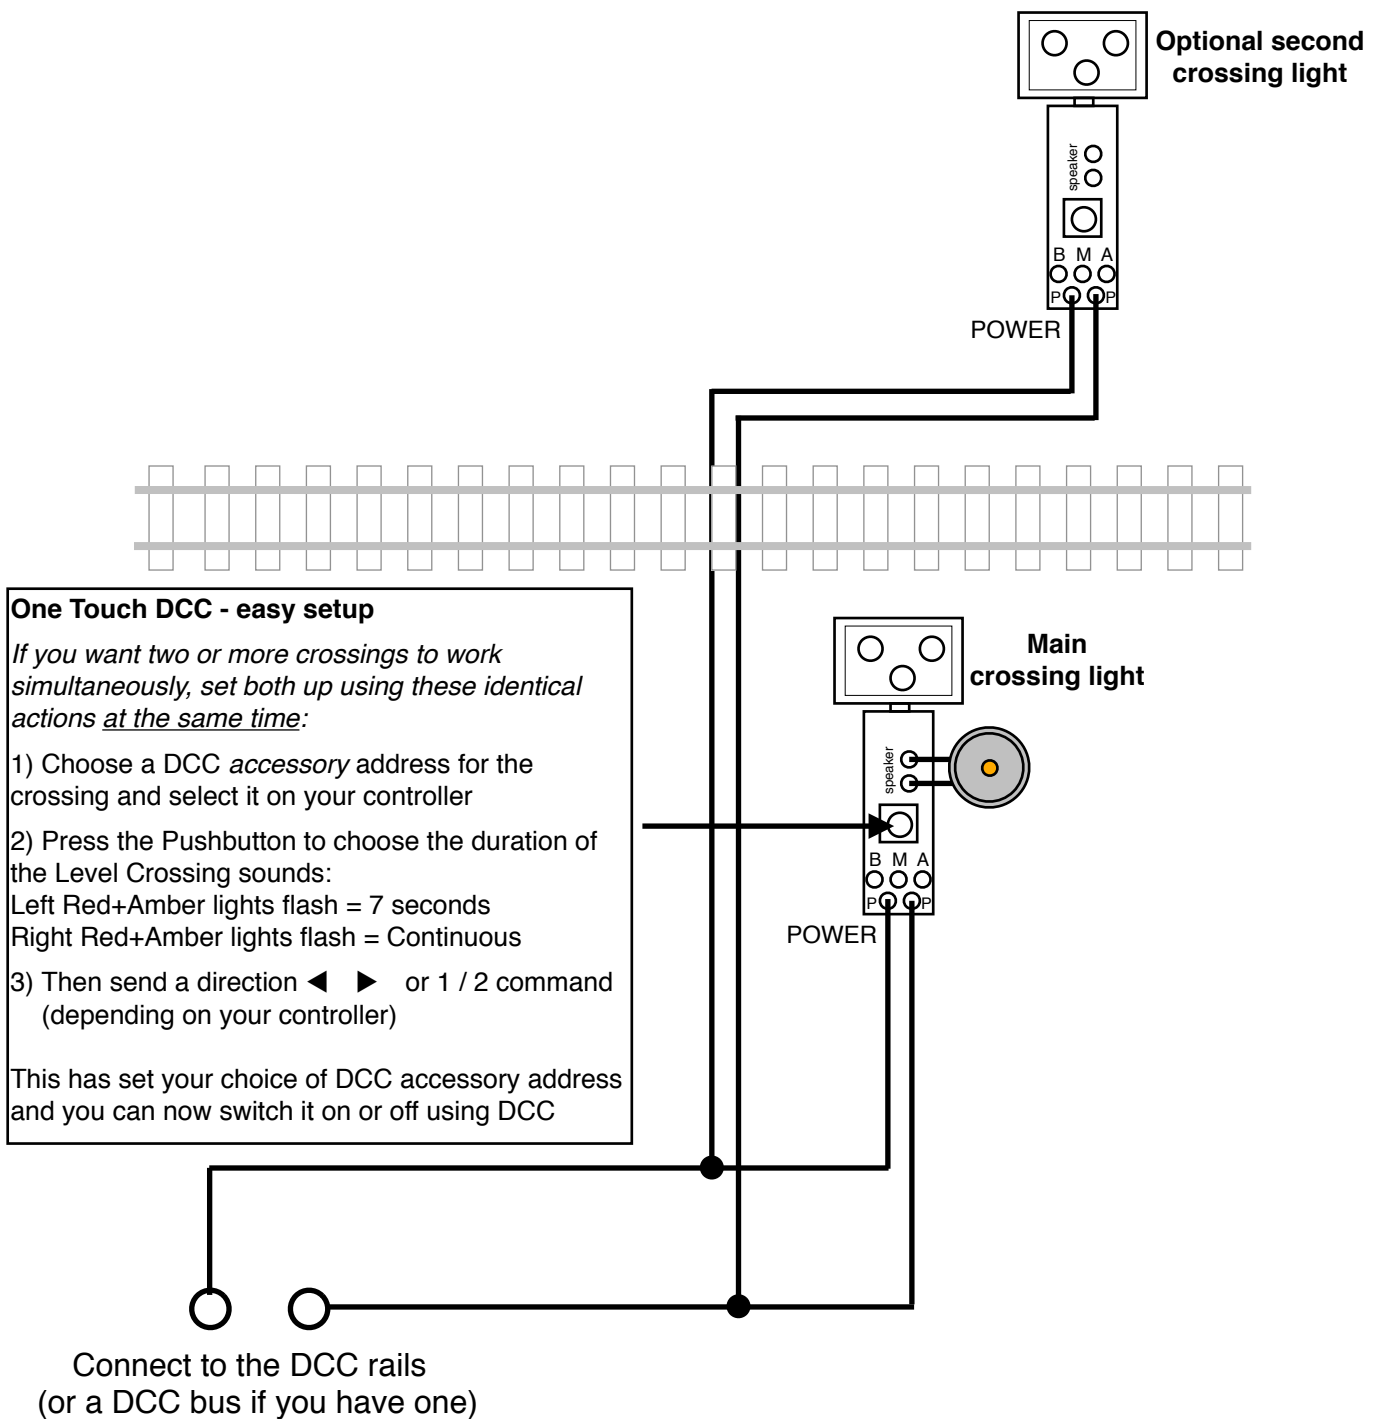 Optional second
crossing light
speaker
B M A
P P
POWER
One Touch DCC - easy setup
If you want two or more crossings to work
simultaneously, set both up using these identical
actions at the same time:
1) Choose a DCC accessory address for the
crossing and select it on your controller
2) Press the Pushbutton to choose the duration of
the Level Crossing sounds:
Left Red+Amber lights flash = 7 seconds
Right Red+Amber lights flash = Continuous
3) Then send a direction ◀ ▶ or 1 / 2 command
(depending on your controller)
This has set your choice of DCC accessory address
and you can now switch it on or off using DCC
Main
crossing light
speaker
B M A
P P
POWER
Connect to the DCC rails
(or a DCC bus if you have one)